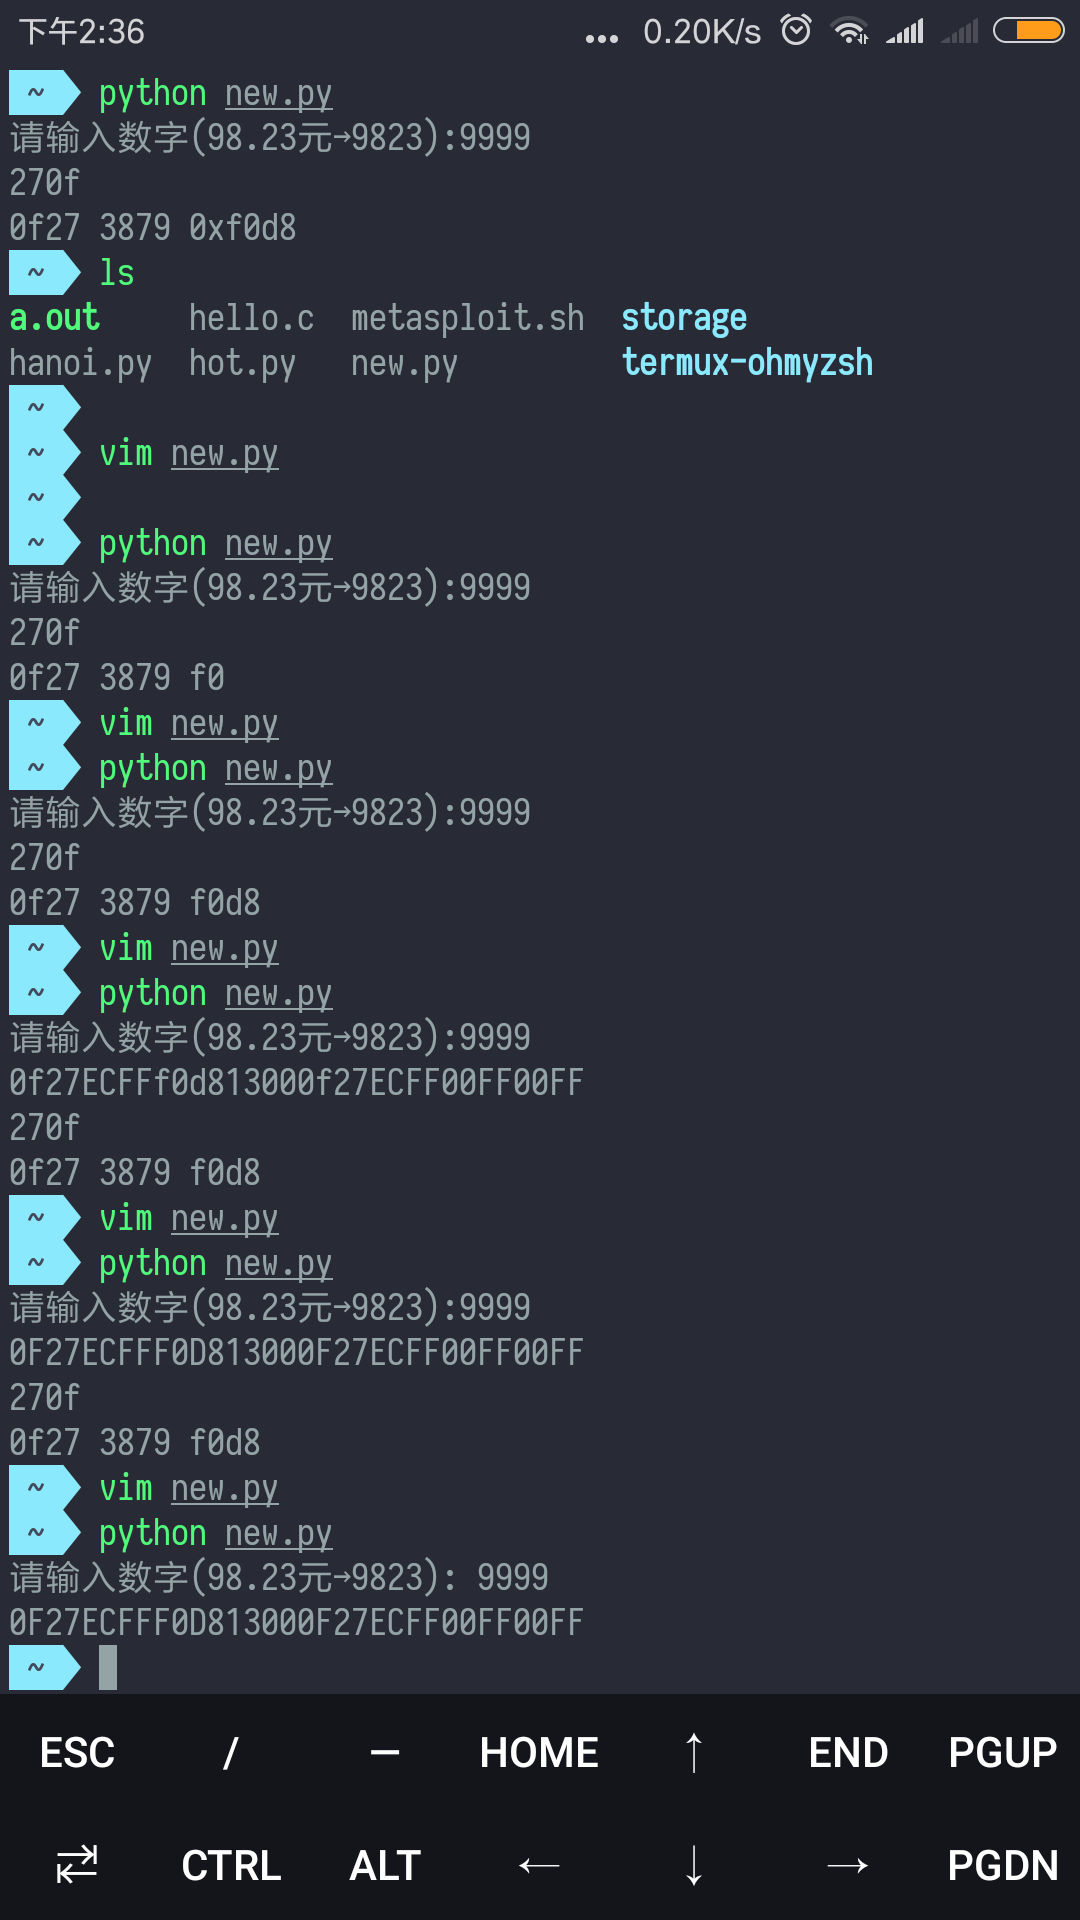 下午2:36 ... 0.20K/s
~ python new.py
请输入数字(98.23元→9823):9999
270f
0f27 3879 0xf0d8
~ ls
a.out hello.c metasploit.sh storage
hanoi.py hot.py new.py termux-ohmyzsh
~
~ vim new.py
~
~ python new.py
请输入数字(98.23元→9823):9999
270f
0f27 3879 f0
~ vim new.py
~ python new.py
请输入数字(98.23元→9823):9999
270f
0f27 3879 f0d8
~ vim new.py
~ python new.py
请输入数字(98.23元→9823):9999
0f27ECFFf0d813000f27ECFF00FF00FF
270f
0f27 3879 f0d8
~ vim new.py
~ python new.py
请输入数字(98.23元→9823):9999
0F27ECFFF0D813000F27ECFF00FF00FF
270f
0f27 3879 f0d8
~ vim new.py
~ python new.py
请输入数字(98.23元→9823): 9999
0F27ECFFF0D813000F27ECFF00FF00FF
~
ESC / — HOME ↑ END PGUP
CTRL ALT ← ↓ → PGDN